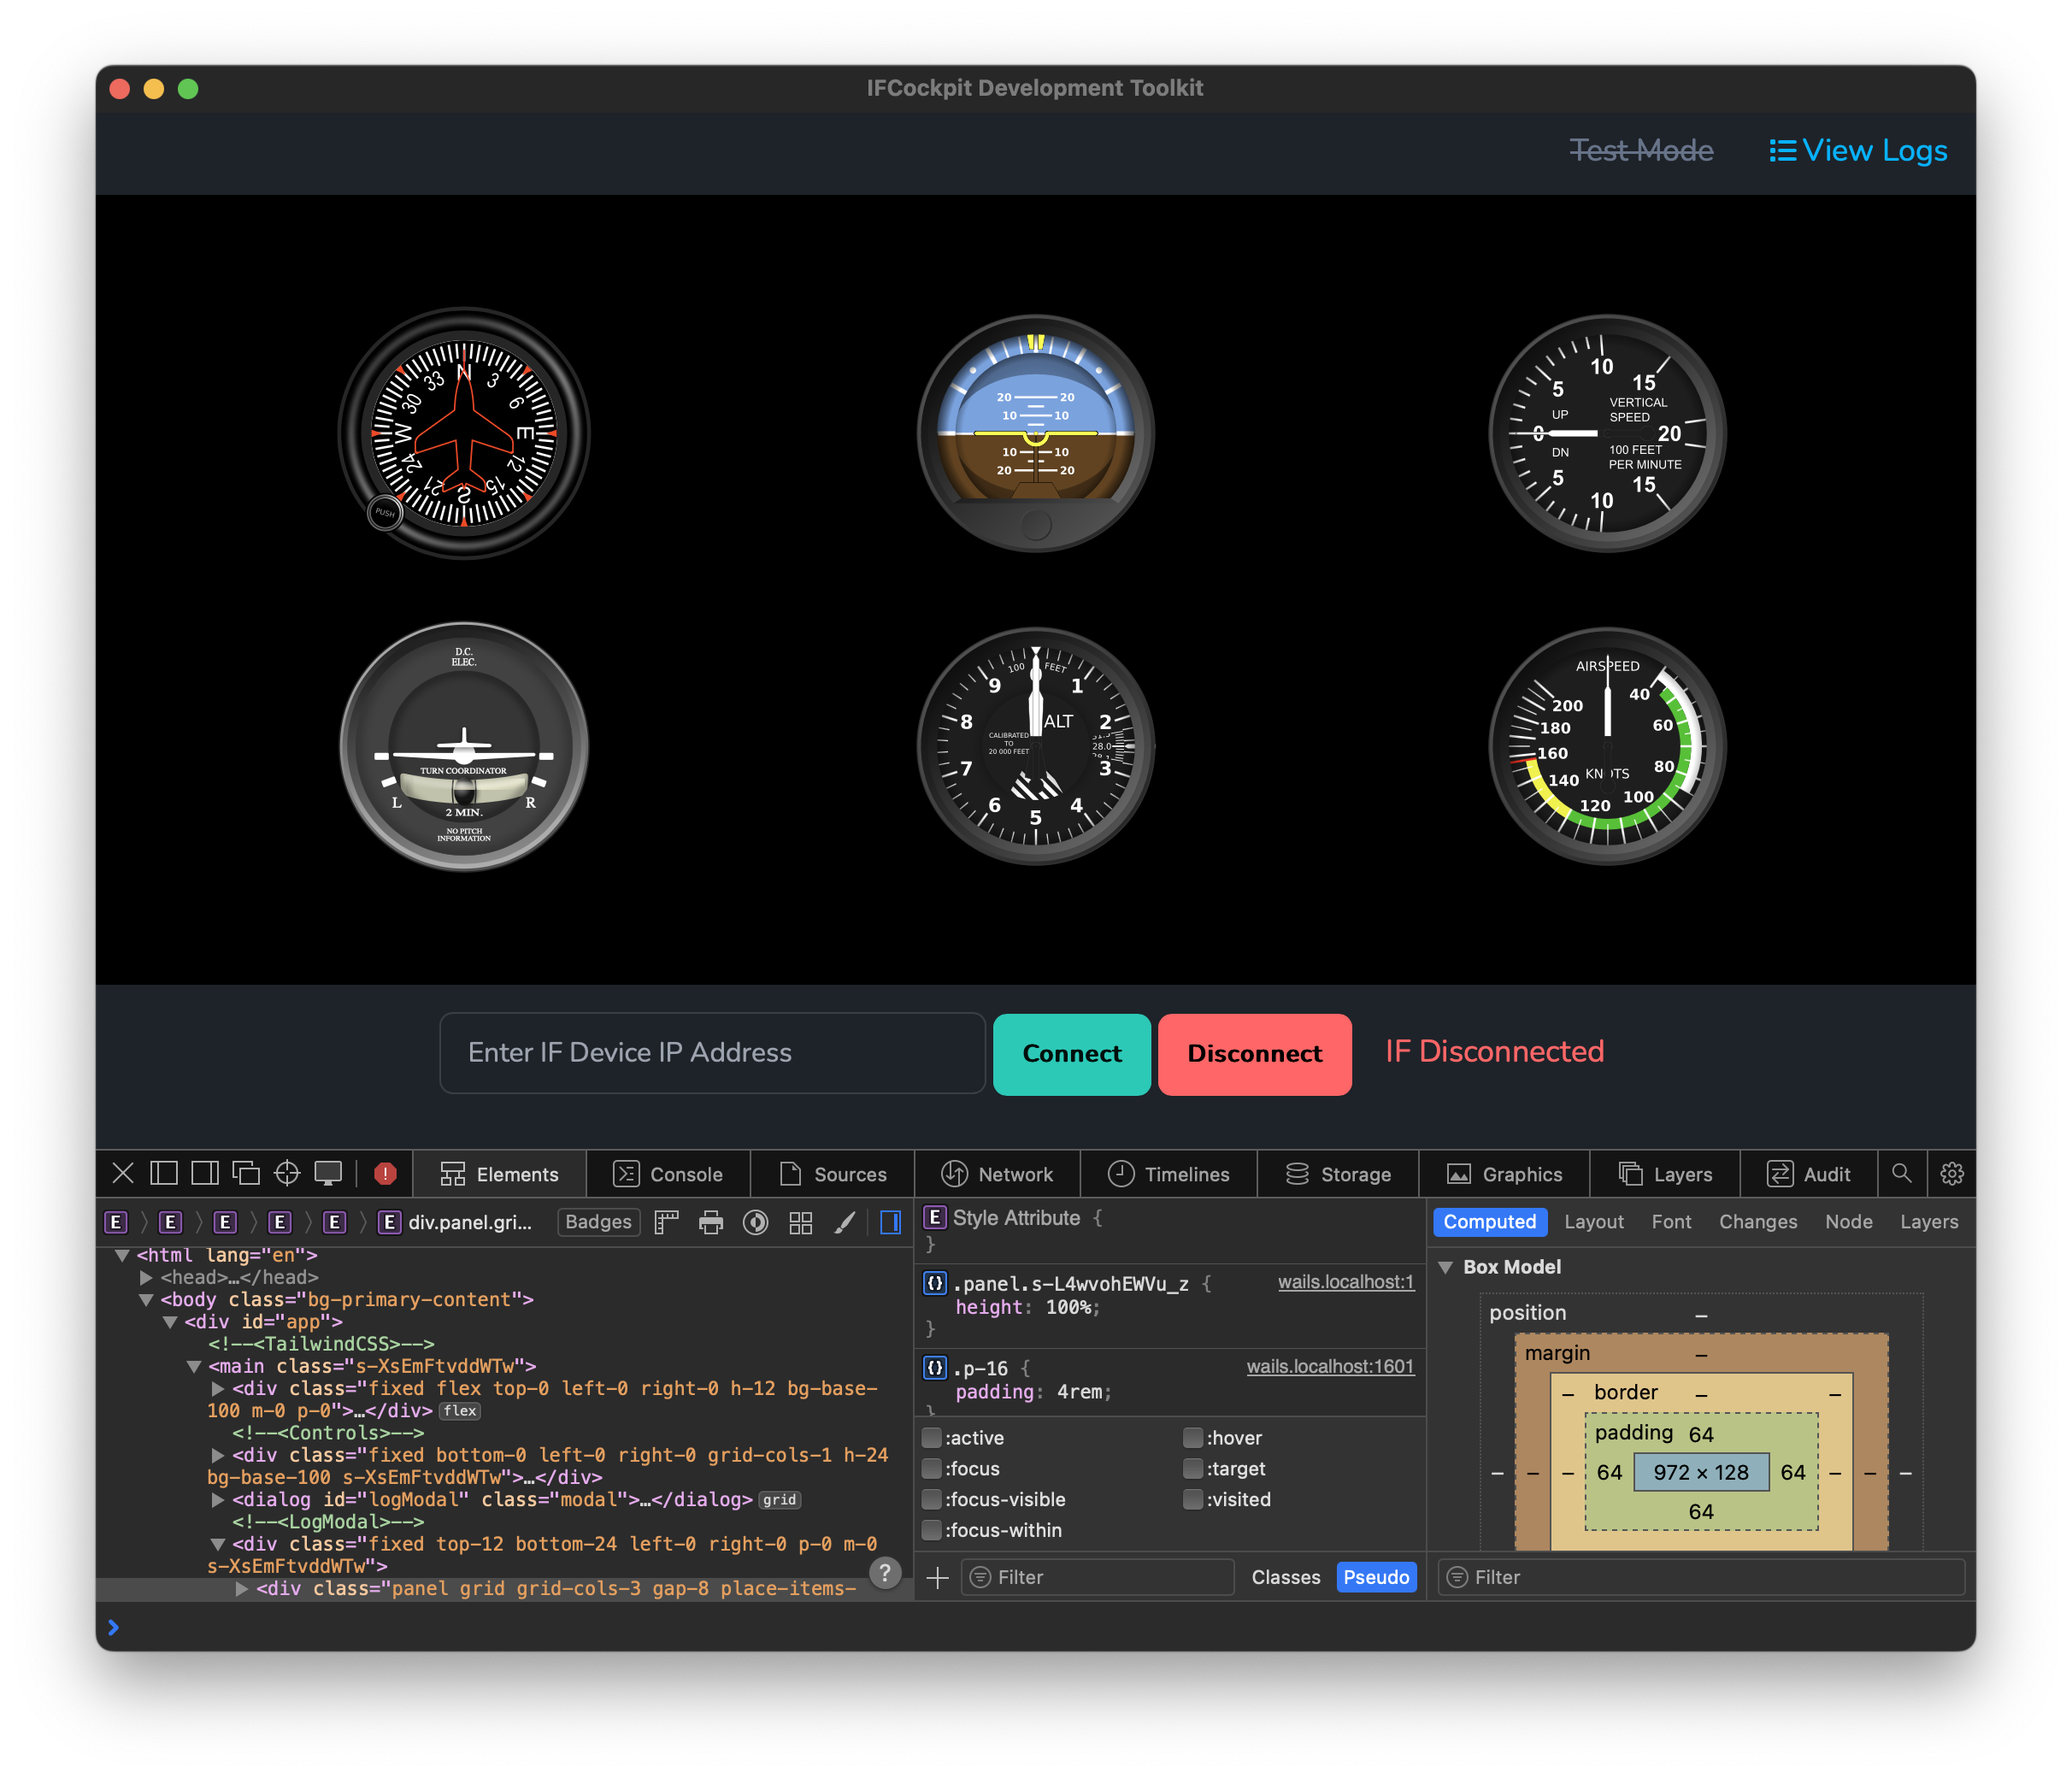 IFCockpit Development Toolkit
Test Mode
View Logs
N 3 6 E 12 15 S 21 24 W 30 33
PUSH
20 20
10 10
10 10
20 20
10
15
5
VERTICAL
SPEED
UP
0
20
DN
100 FEET
PER MINUTE
5
15
10
D.C.
ELEC.
TURN COORDINATOR
L R
2 MIN.
NO PITCH
INFORMATION
100 FEET
0
9 1
ALT
8 2
CALIBRATED
TO
20 000 FEET
28.0
7 3
6 4
5
AIRSPEED
40
200
180
60
160
KNOTS
80
140
100
120
Enter IF Device IP Address
Connect
Disconnect
IF Disconnected
Elements
Console
Sources
Network
Timelines
Storage
Graphics
Layers
Audit
E E E E E E div.panel.gri...
Badges
<html lang="en">
<head>…</head>
<body class="bg-primary-content">
<div id="app">
<!--<TailwindCSS>-->
<main class="s-XsEmFtvddWTw">
<div class="fixed flex top-0 left-0 right-0 h-12 bg-base-
100 m-0 p-0">…</div> flex
<!--<Controls>-->
<div class="fixed bottom-0 left-0 right-0 grid-cols-1 h-24
bg-base-100 s-XsEmFtvddWTw">…</div>
<dialog id="logModal" class="modal">…</dialog> grid
<!--<LogModal>-->
<div class="fixed top-12 bottom-24 left-0 right-0 p-0 m-0
s-XsEmFtvddWTw">
<div class="panel grid grid-cols-3 gap-8 place-items-
?
E Style Attribute {
}
{} .panel.s-L4wvohEWVu_z { wails.localhost:1
height: 100%;
}
{} .p-16 { wails.localhost:1601
padding: 4rem;
}
:active
:hover
:focus
:target
:focus-visible
:visited
:focus-within
Filter
Classes
Pseudo
Computed
Layout
Font
Changes
Node
Layers
Box Model
position –
margin –
– border – –
padding 64
– – – 64 972 × 128 64 – – –
64
Filter